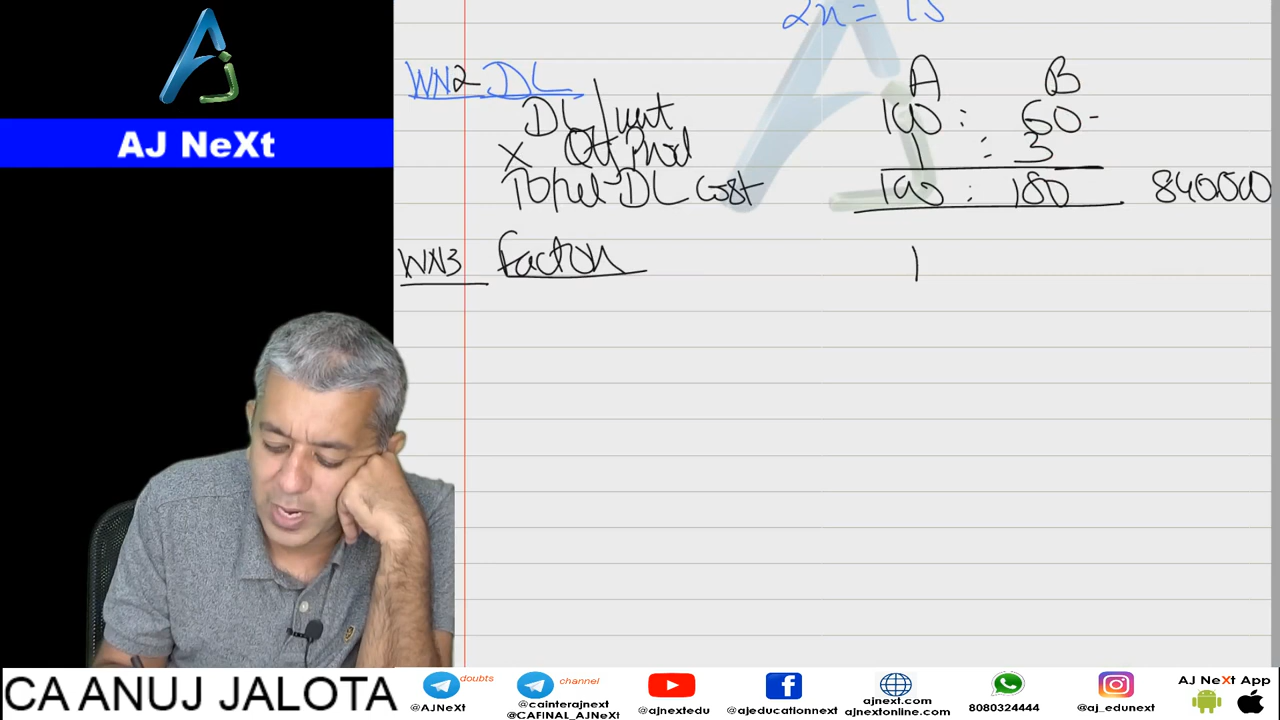 2x = 15
WN2 DL A B
DL/unit 100 : 60-
X Qty Prod 1 : 3
Total DL cost 100 : 180 840000
WN3 Factory 1
AJ NeXt
CA ANUJ JALOTA
doubts
@AJNeXt
channel
@cainterajnext
@CAFINAL_AJNeXt
@ajnextedu
@ajeducationnext
ajnext.com
ajnextonline.com
8080324444
@aj_edunext
AJ NeXt App